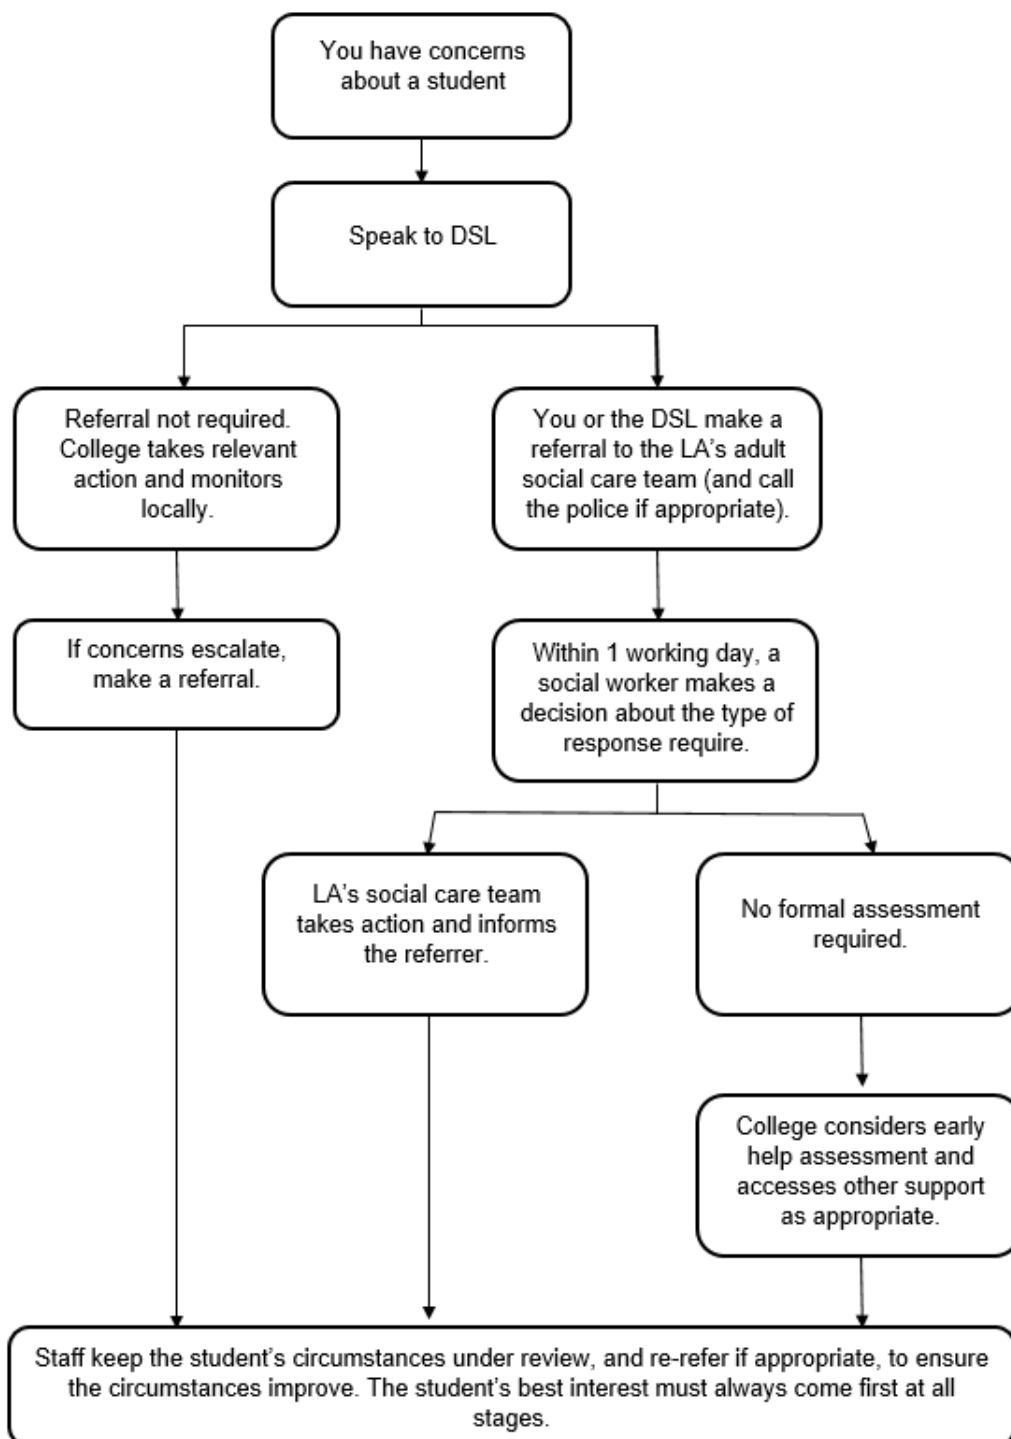 You have concerns
about a student
Speak to DSL
Referral not required.
College takes relevant
action and monitors
locally.
You or the DSL make a
referral to the LA’s adult
social care team (and call
the police if appropriate).
If concerns escalate,
make a referral.
Within 1 working day, a
social worker makes a
decision about the type of
response require.
LA’s social care team
takes action and informs
the referrer.
No formal assessment
required.
College considers early
help assessment and
accesses other support
as appropriate.
Staff keep the student’s circumstances under review, and re-refer if appropriate, to ensure
the circumstances improve. The student’s best interest must always come first at all
stages.